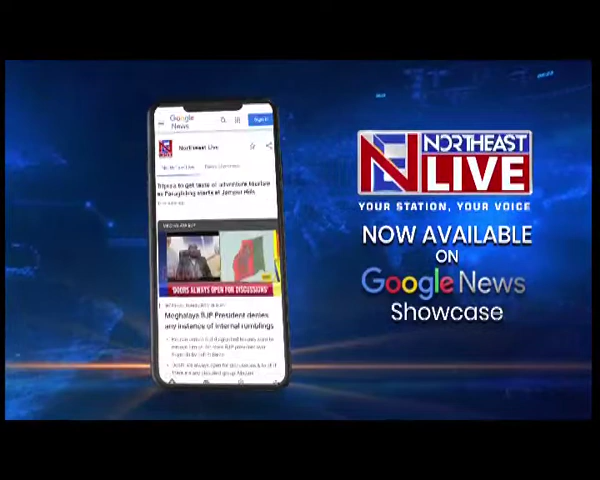 Google
News
Sign in
Northeast Live
Tripura to get taste of adventure tourism
as Paragliding starts at Jampui Hills
'DOORS ALWAYS OPEN FOR DISCUSSIONS'
Meghalaya BJP President denies
any instance of internal rumblings
NORTHEAST
LIVE
YOUR STATION, YOUR VOICE
NOW AVAILABLE
ON
Google News
Showcase